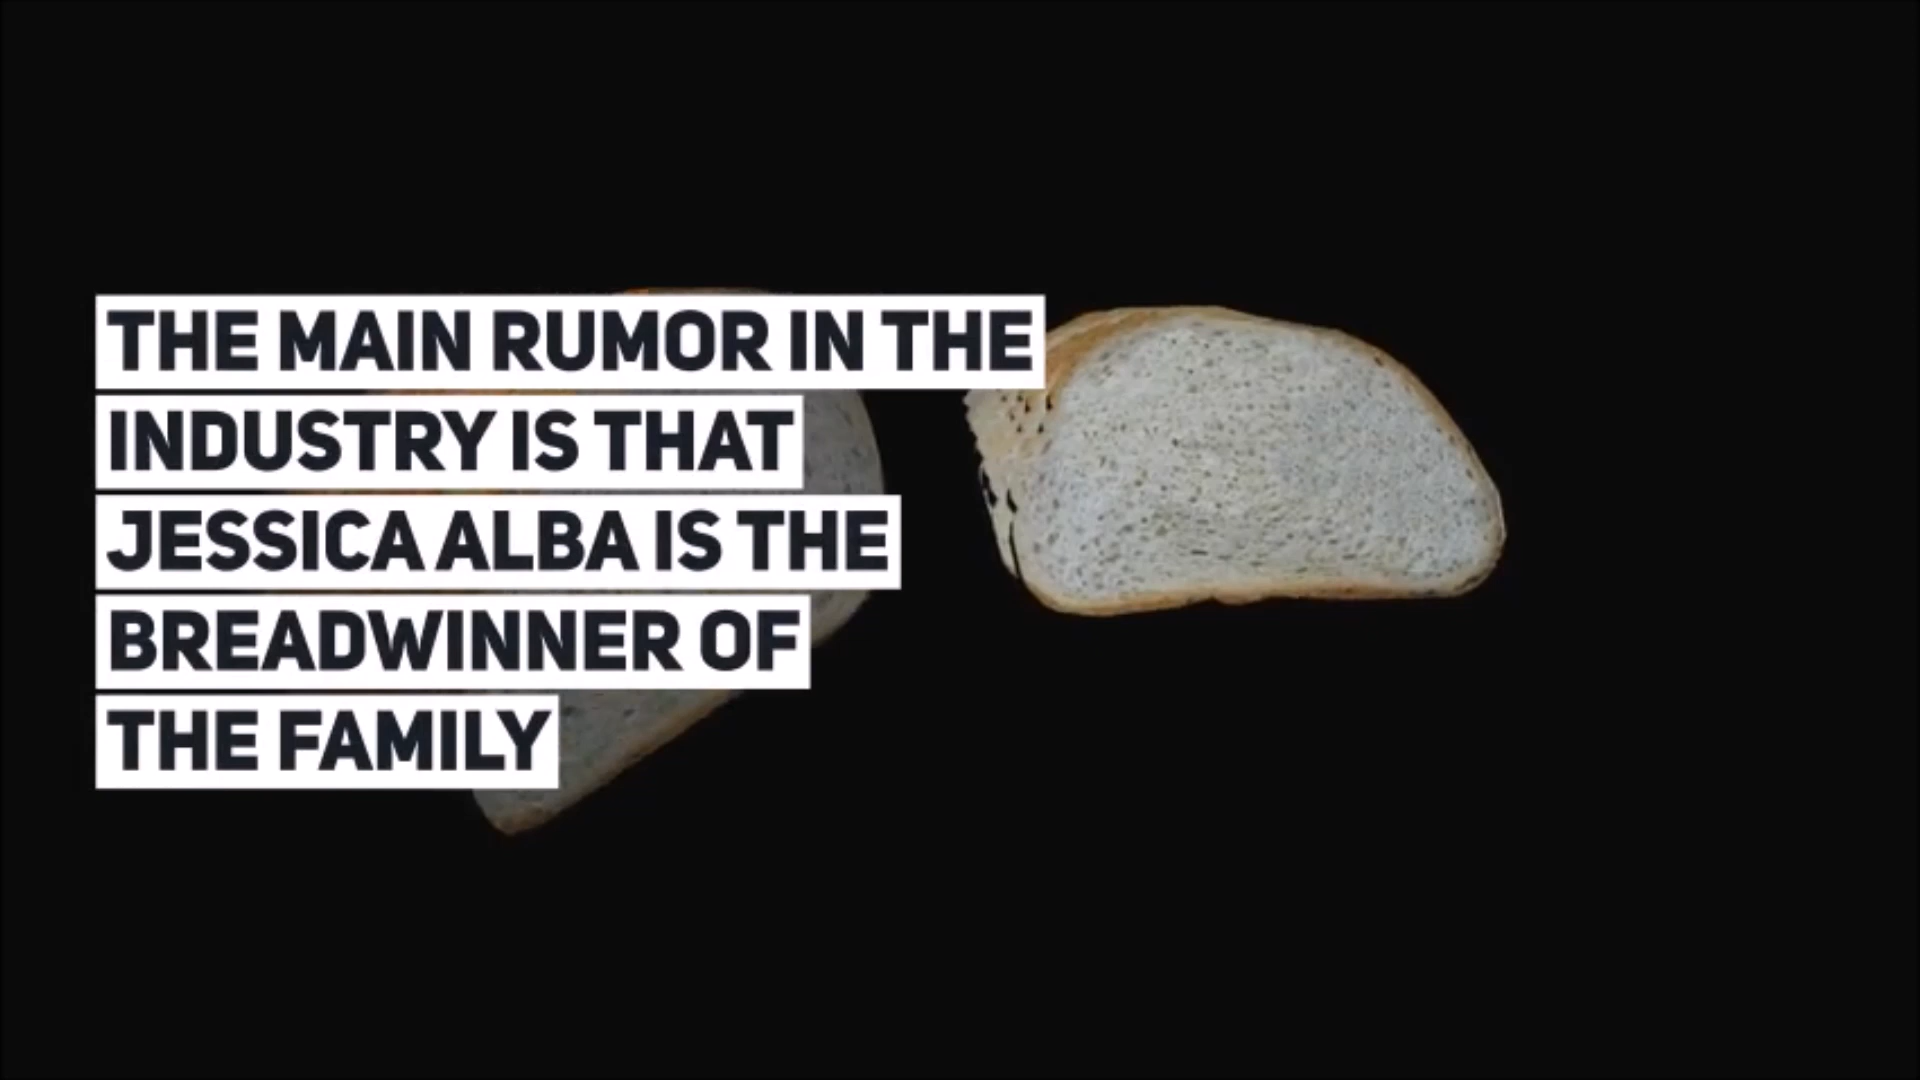 THE MAIN RUMOR IN THE
INDUSTRY IS THAT
JESSICA ALBA IS THE
BREADWINNER OF
THE FAMILY